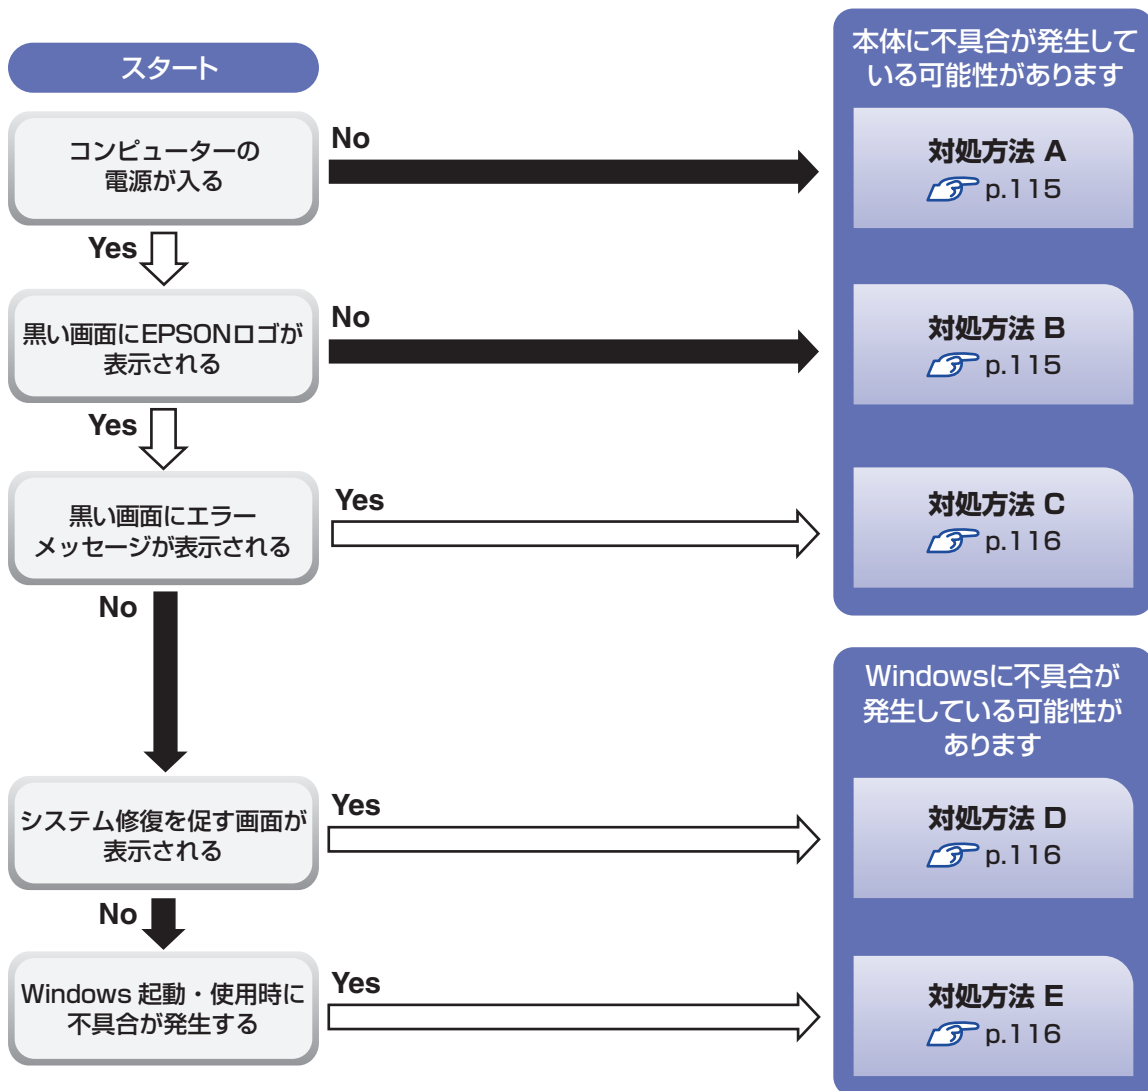 スタート
コンピューターの
電源が入る
No
Yes
黒い画面にEPSONロゴが
表示される
No
Yes
黒い画面にエラー
メッセージが表示される
Yes
No
システム修復を促す画面が
表示される
Yes
No
Windows 起動・使用時に
不具合が発生する
Yes
本体に不具合が発生して
いる可能性があります
対処方法 A
p.115
対処方法 B
p.115
対処方法 C
p.116
Windowsに不具合が
発生している可能性が
あります
対処方法 D
p.116
対処方法 E
p.116